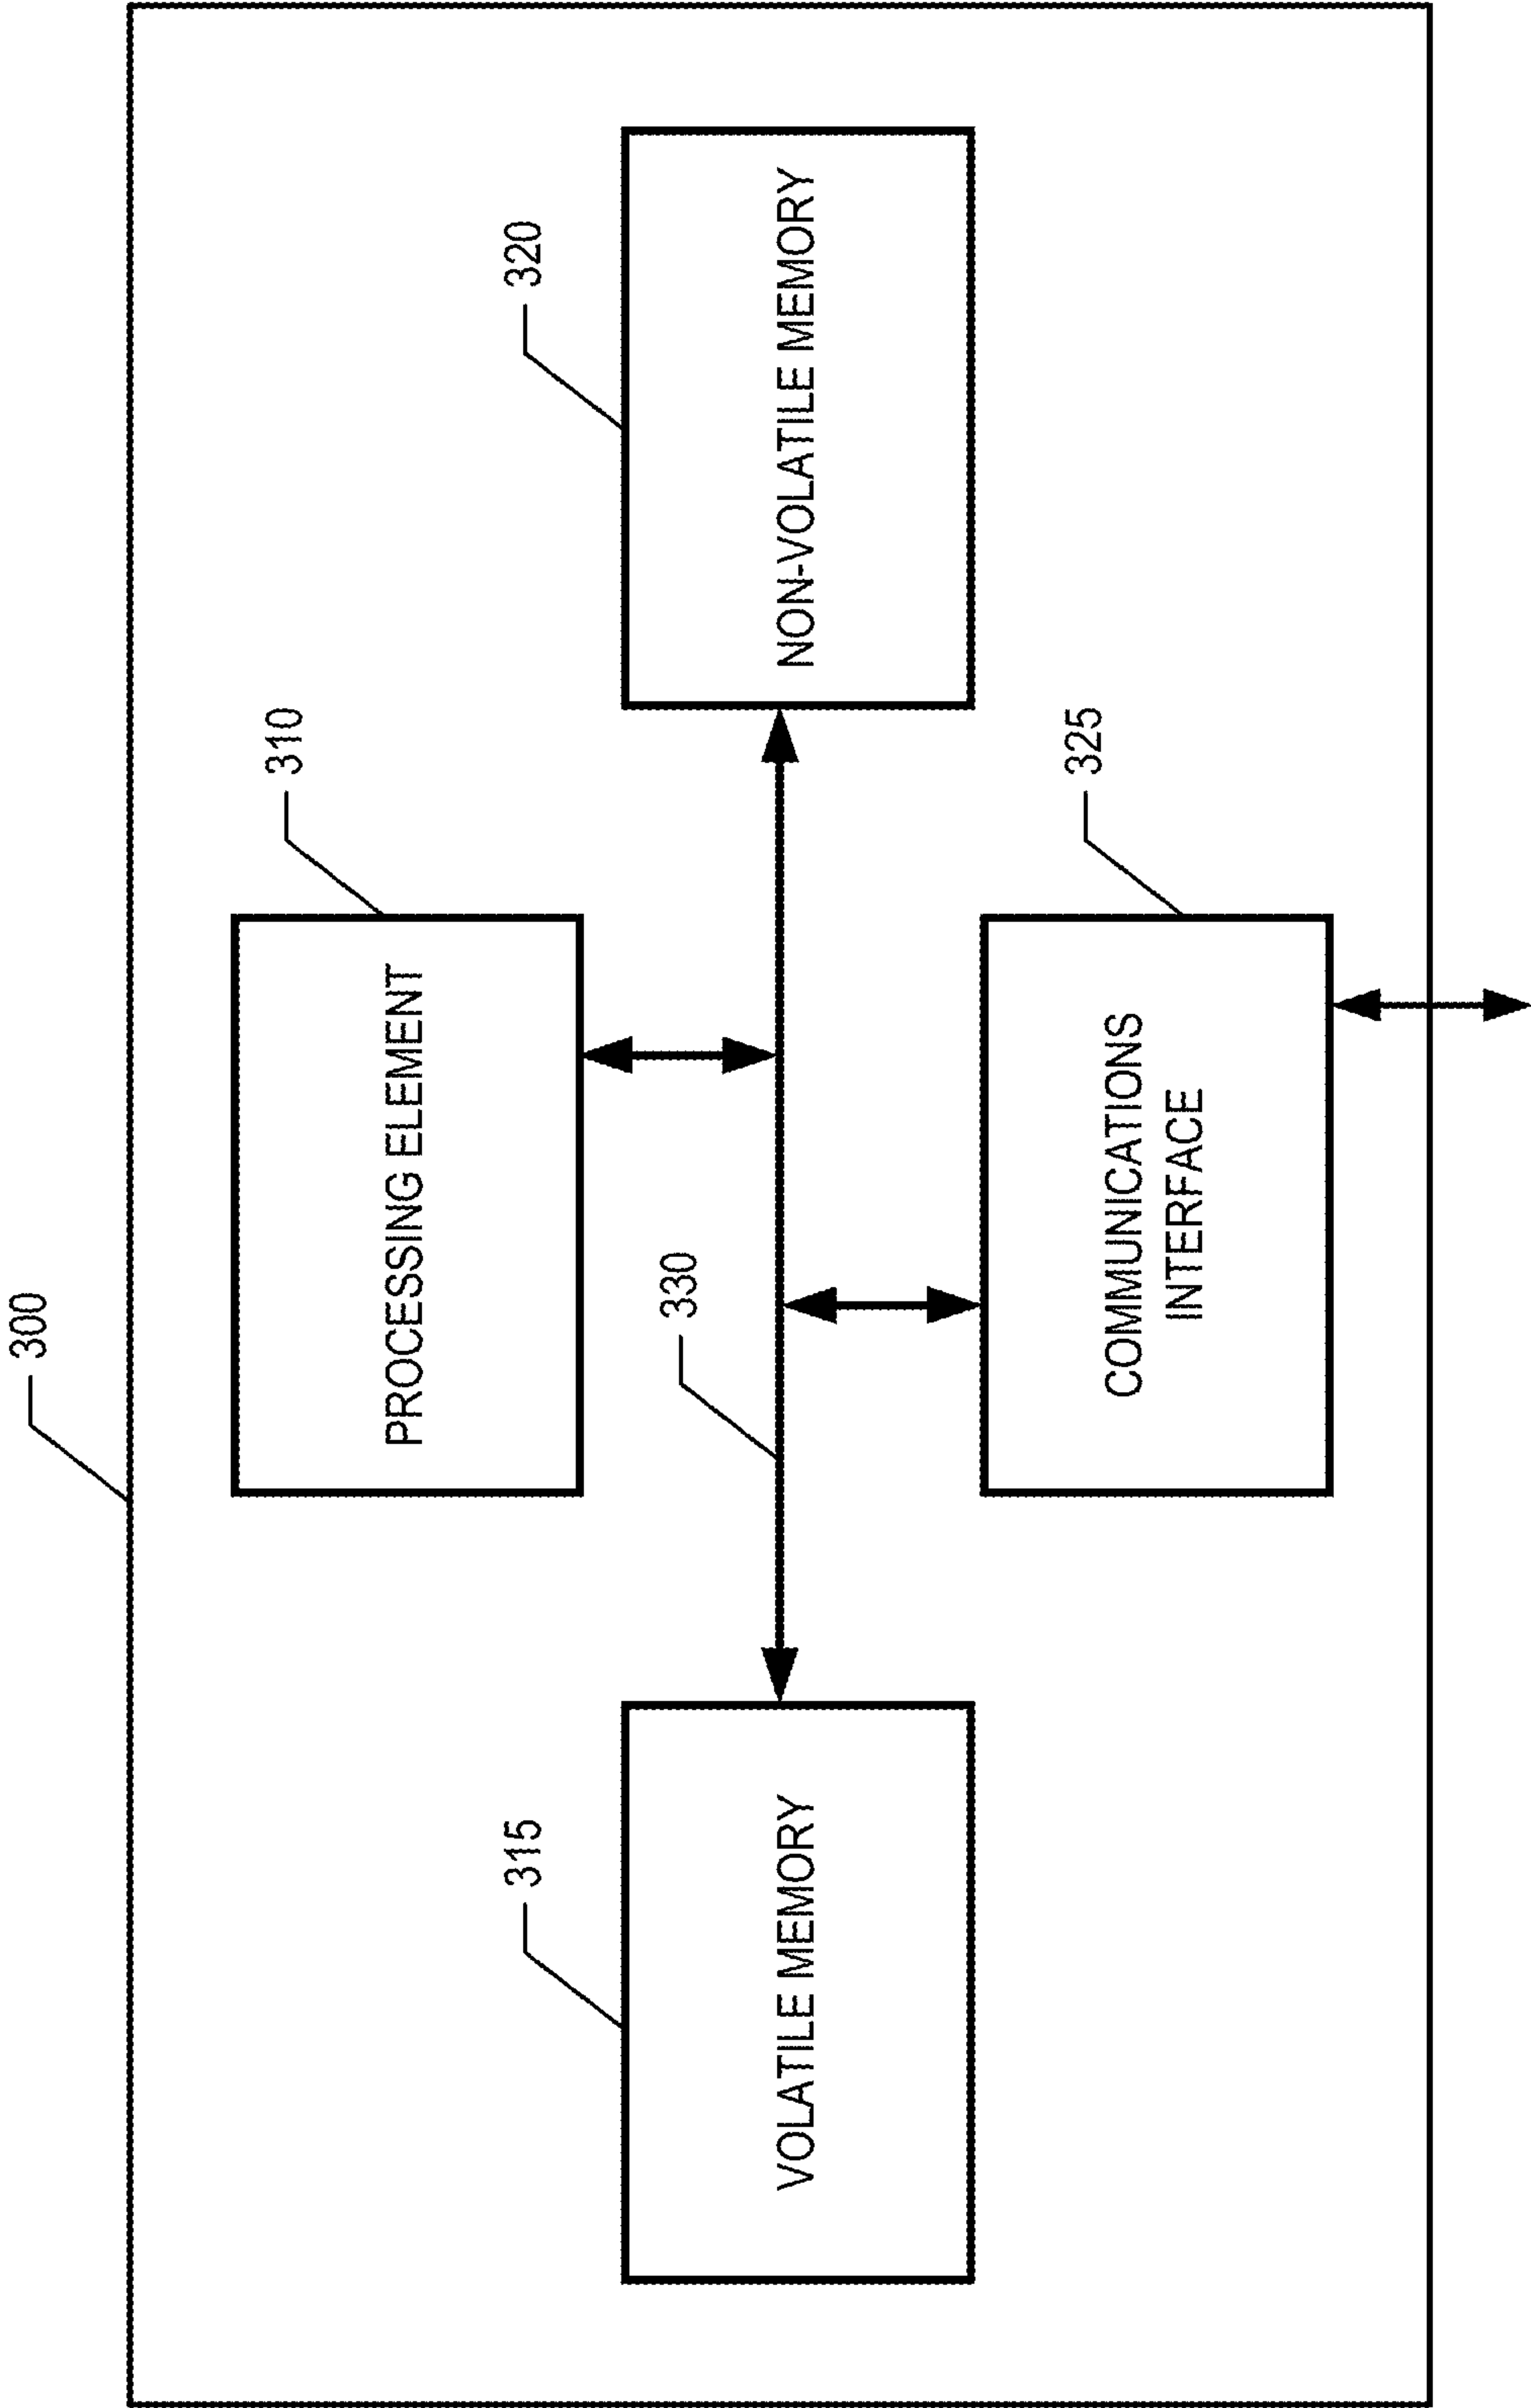 300
310
PROCESSING ELEMENT
315
320
330
VOLATILE MEMORY
NON-VOLATILE MEMORY
325
COMMUNICATIONS
INTERFACE